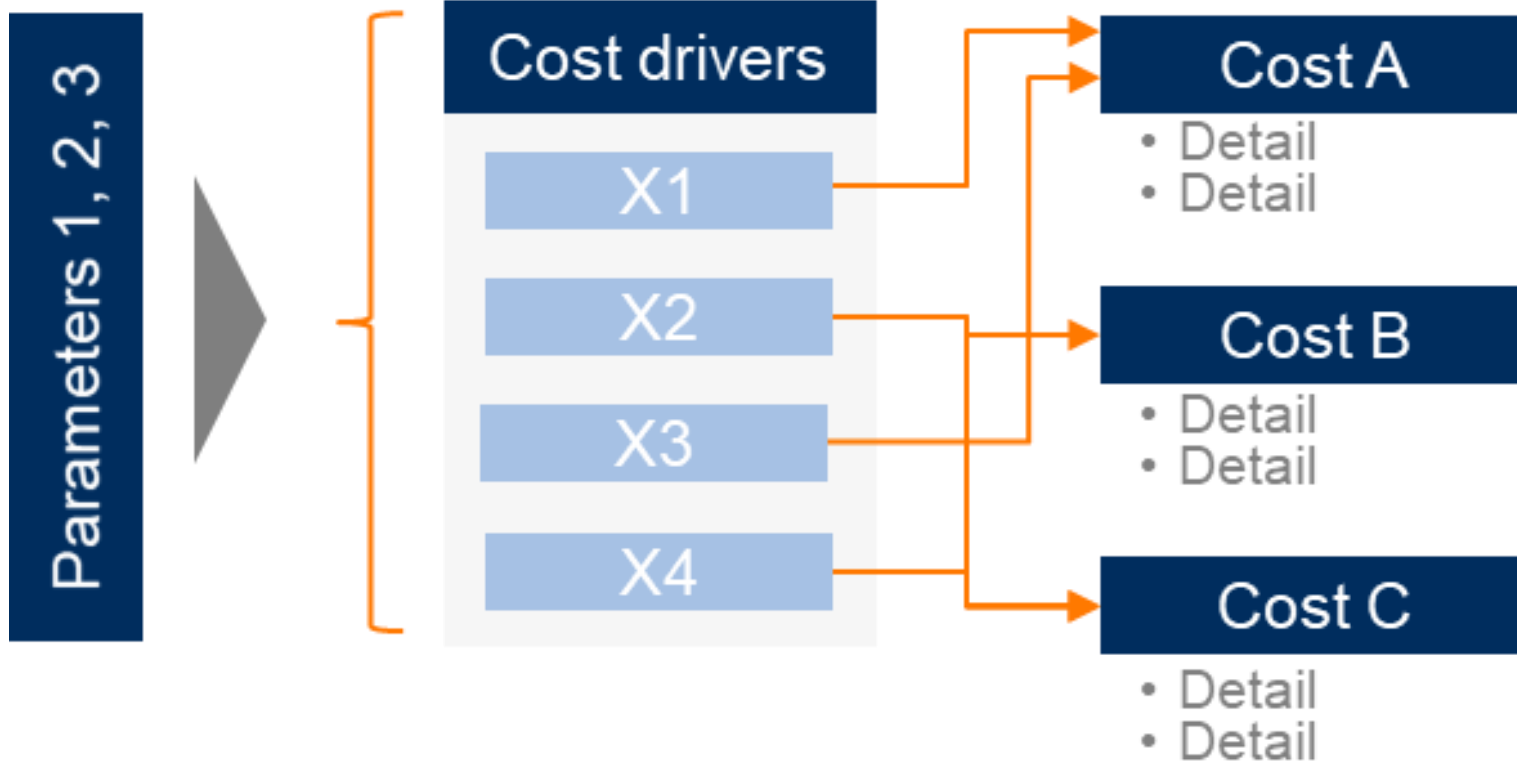 Parameters 1, 2, 3
Cost drivers
X1
X2
X3
X4
Cost A
• Detail
• Detail
Cost B
• Detail
• Detail
Cost C
• Detail
• Detail